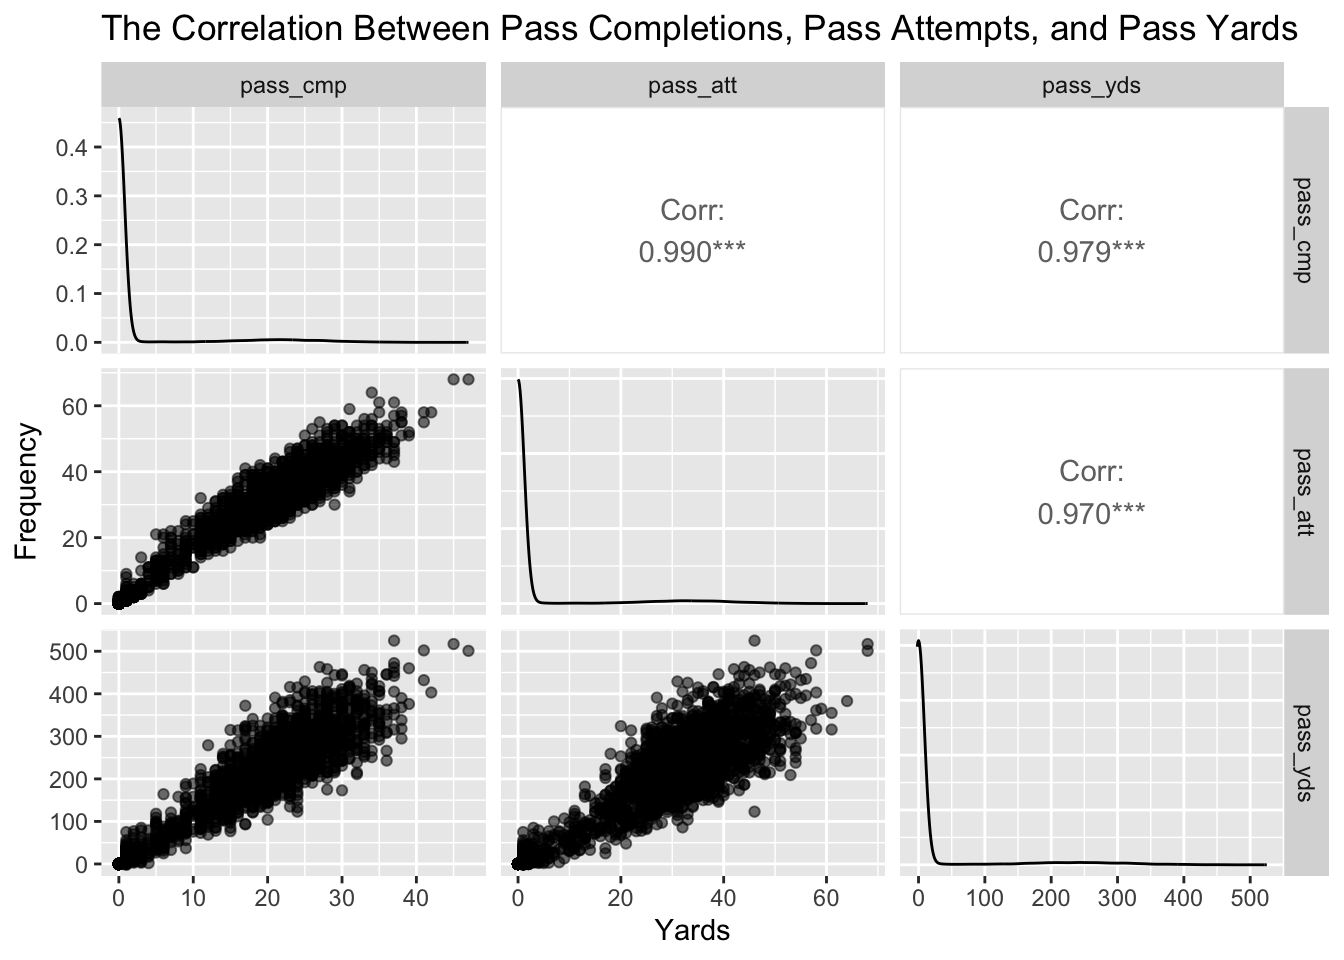 The Correlation Between Pass Completions, Pass Attempts, and Pass Yards
pass_cmp pass_att pass_yds
0.4
0.3
0.2
0.1
0.0
Corr:
0.990***
Corr:
0.979***
pass_cmp
Frequency
60
40
20
0
Corr:
0.970***
pass_att
500
400
300
200
100
0
pass_yds
0 10 20 30 40 0 20 40 60 0 100 200 300 400 500
Yards